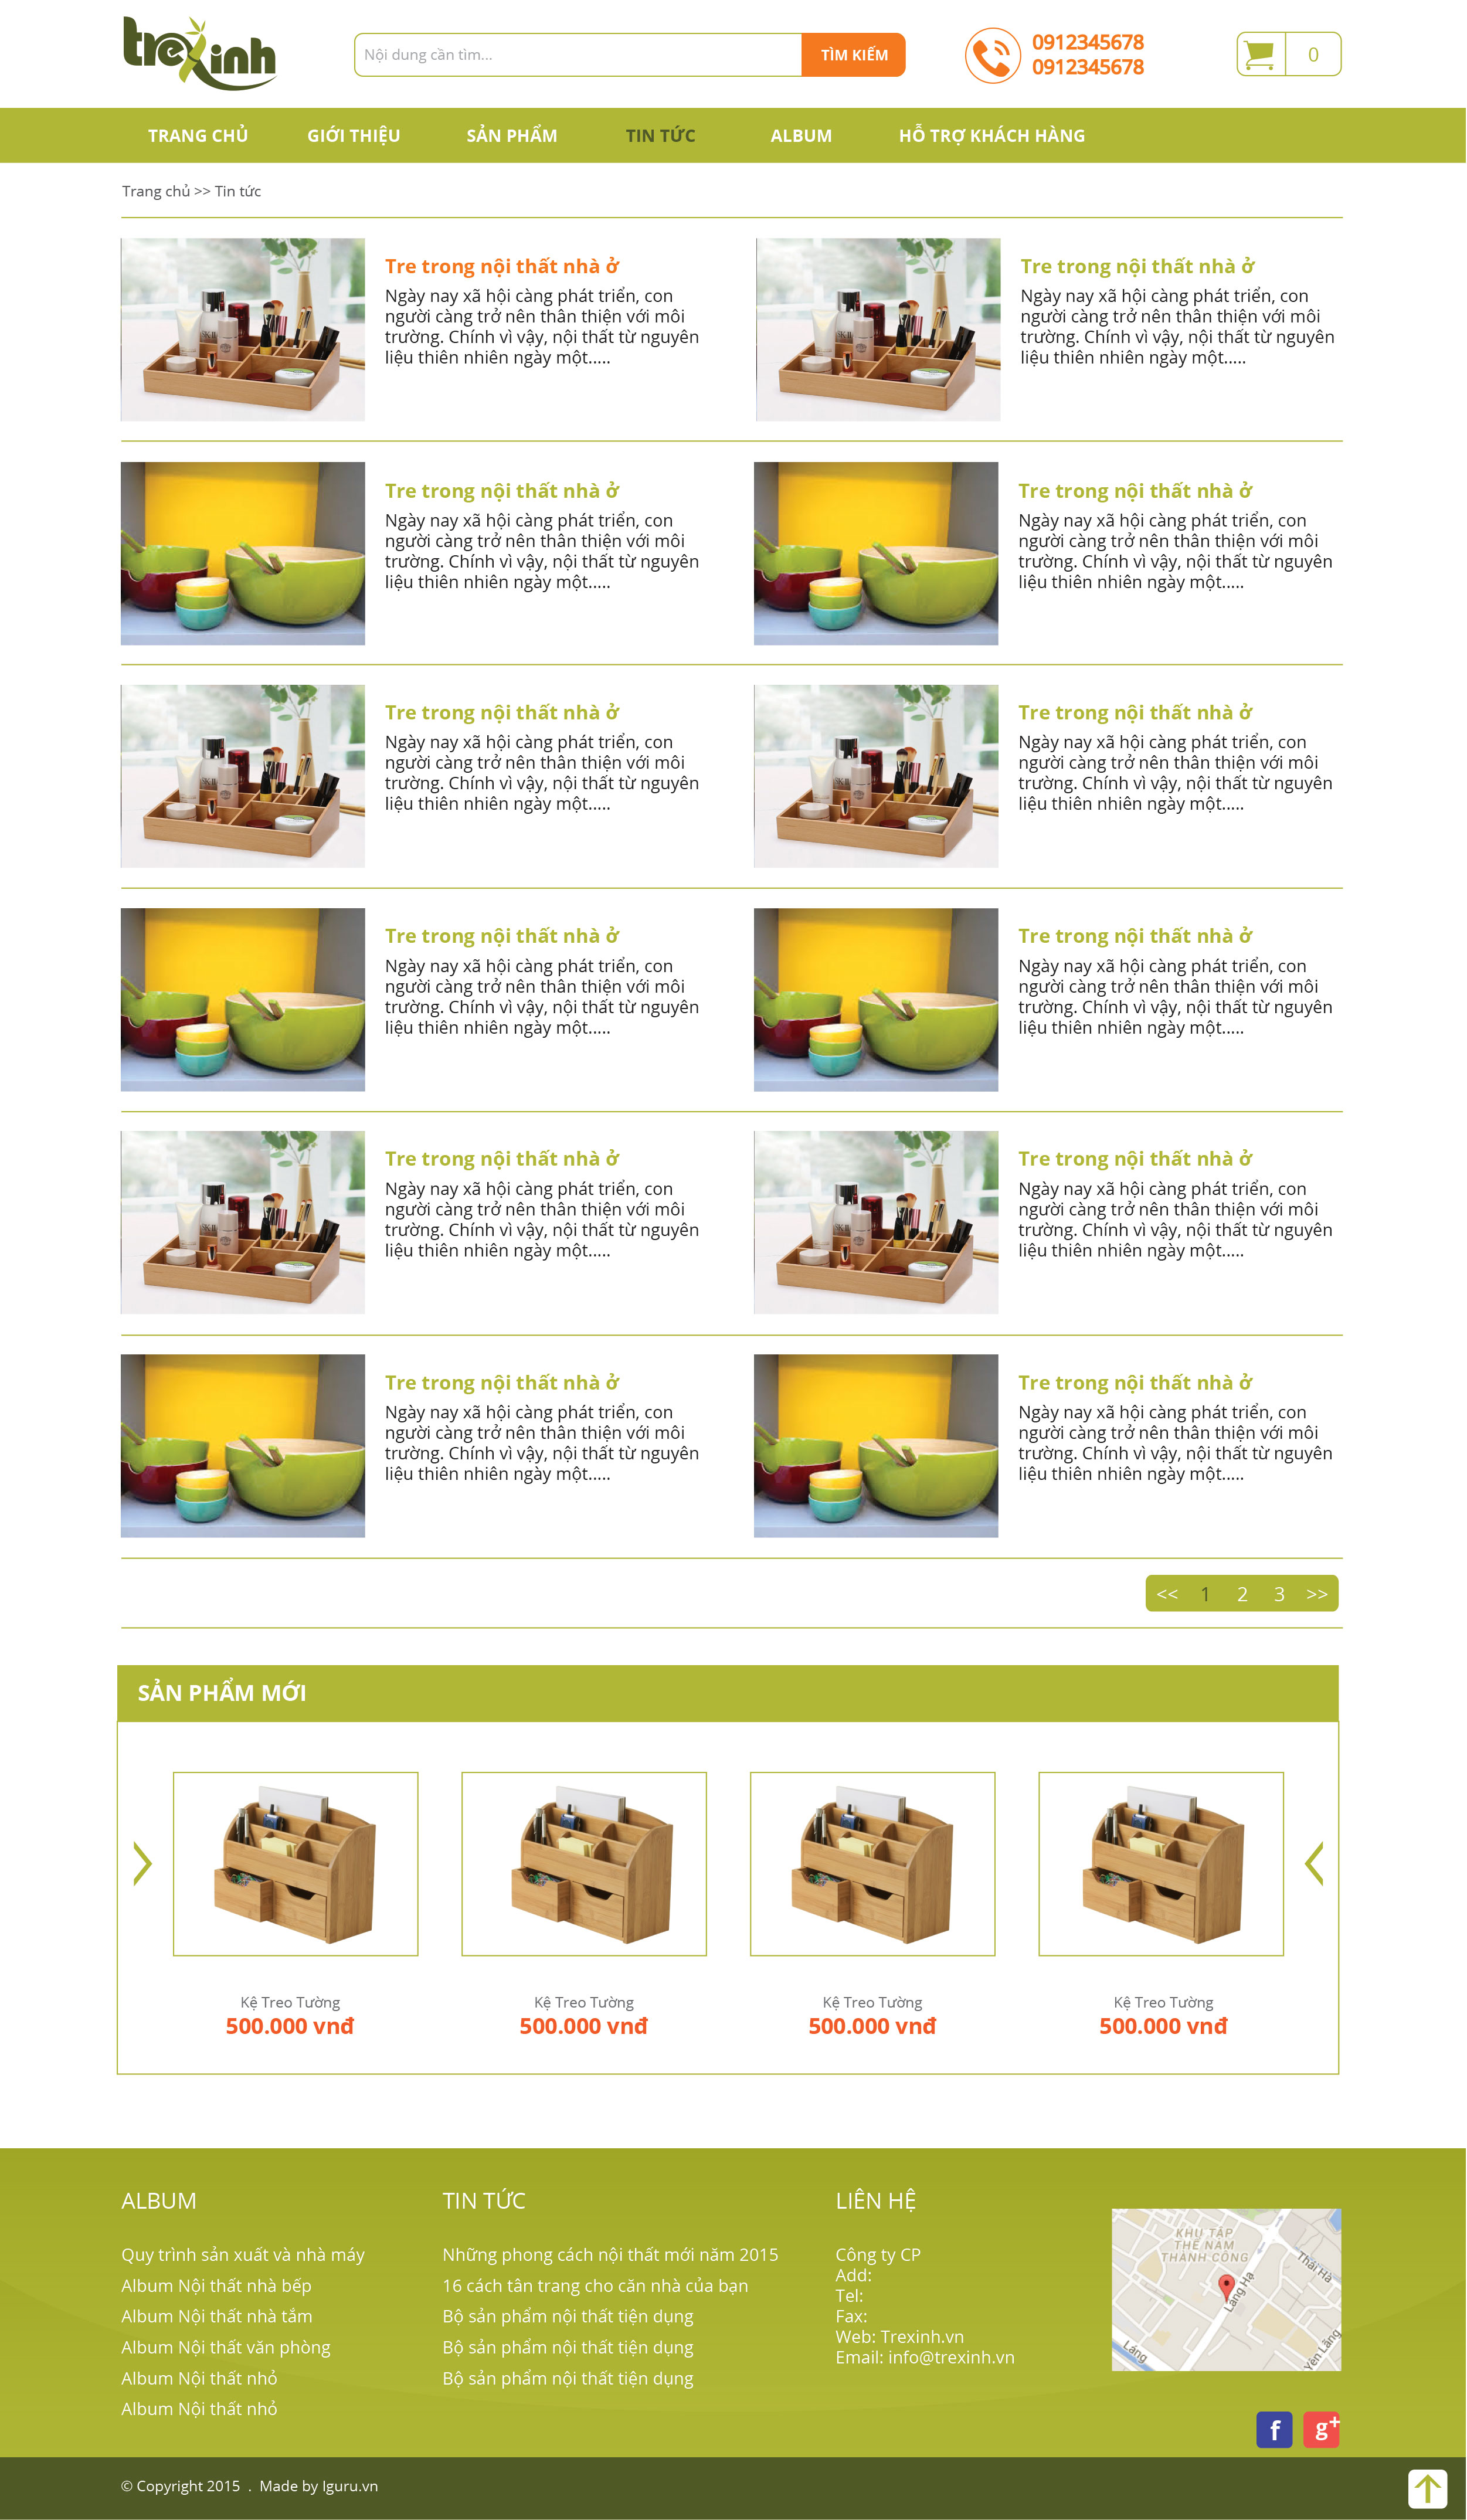 trexinh
Nội dung cần tìm...
TÌM KIẾM
0912345678
0912345678
0
TRANG CHỦ
GIỚI THIỆU
SẢN PHẨM
TIN TỨC
ALBUM
HỖ TRỢ KHÁCH HÀNG
Trang chủ >> Tin tức
Tre trong nội thất nhà ở
Ngày nay xã hội càng phát triển, con
người càng trở nên thân thiện với môi
trường. Chính vì vậy, nội thất từ nguyên
liệu thiên nhiên ngày một.....
Tre trong nội thất nhà ở
Ngày nay xã hội càng phát triển, con
người càng trở nên thân thiện với môi
trường. Chính vì vậy, nội thất từ nguyên
liệu thiên nhiên ngày một.....
Tre trong nội thất nhà ở
Ngày nay xã hội càng phát triển, con
người càng trở nên thân thiện với môi
trường. Chính vì vậy, nội thất từ nguyên
liệu thiên nhiên ngày một.....
Tre trong nội thất nhà ở
Ngày nay xã hội càng phát triển, con
người càng trở nên thân thiện với môi
trường. Chính vì vậy, nội thất từ nguyên
liệu thiên nhiên ngày một.....
Tre trong nội thất nhà ở
Ngày nay xã hội càng phát triển, con
người càng trở nên thân thiện với môi
trường. Chính vì vậy, nội thất từ nguyên
liệu thiên nhiên ngày một.....
Tre trong nội thất nhà ở
Ngày nay xã hội càng phát triển, con
người càng trở nên thân thiện với môi
trường. Chính vì vậy, nội thất từ nguyên
liệu thiên nhiên ngày một.....
Tre trong nội thất nhà ở
Ngày nay xã hội càng phát triển, con
người càng trở nên thân thiện với môi
trường. Chính vì vậy, nội thất từ nguyên
liệu thiên nhiên ngày một.....
Tre trong nội thất nhà ở
Ngày nay xã hội càng phát triển, con
người càng trở nên thân thiện với môi
trường. Chính vì vậy, nội thất từ nguyên
liệu thiên nhiên ngày một.....
Tre trong nội thất nhà ở
Ngày nay xã hội càng phát triển, con
người càng trở nên thân thiện với môi
trường. Chính vì vậy, nội thất từ nguyên
liệu thiên nhiên ngày một.....
Tre trong nội thất nhà ở
Ngày nay xã hội càng phát triển, con
người càng trở nên thân thiện với môi
trường. Chính vì vậy, nội thất từ nguyên
liệu thiên nhiên ngày một.....
Tre trong nội thất nhà ở
Ngày nay xã hội càng phát triển, con
người càng trở nên thân thiện với môi
trường. Chính vì vậy, nội thất từ nguyên
liệu thiên nhiên ngày một.....
Tre trong nội thất nhà ở
Ngày nay xã hội càng phát triển, con
người càng trở nên thân thiện với môi
trường. Chính vì vậy, nội thất từ nguyên
liệu thiên nhiên ngày một.....
<< 1 2 3 >>
SẢN PHẨM MỚI
Kệ Treo Tường
500.000 vnđ
Kệ Treo Tường
500.000 vnđ
Kệ Treo Tường
500.000 vnđ
Kệ Treo Tường
500.000 vnđ
ALBUM
Quy trình sản xuất và nhà máy
Album Nội thất nhà bếp
Album Nội thất nhà tắm
Album Nội thất văn phòng
Album Nội thất nhỏ
Album Nội thất nhỏ
TIN TỨC
Những phong cách nội thất mới năm 2015
16 cách tân trang cho căn nhà của bạn
Bộ sản phẩm nội thất tiện dụng
Bộ sản phẩm nội thất tiện dụng
Bộ sản phẩm nội thất tiện dụng
LIÊN HỆ
Công ty CP
Add:
Tel:
Fax:
Web: Trexinh.vn
Email: info@trexinh.vn
KHU TẬP
THỂ NAM
THÀNH CÔNG
Thái Hà
Láng Hạ
Láng
Yên Lãng
f
g+
© Copyright 2015 . Made by Iguru.vn